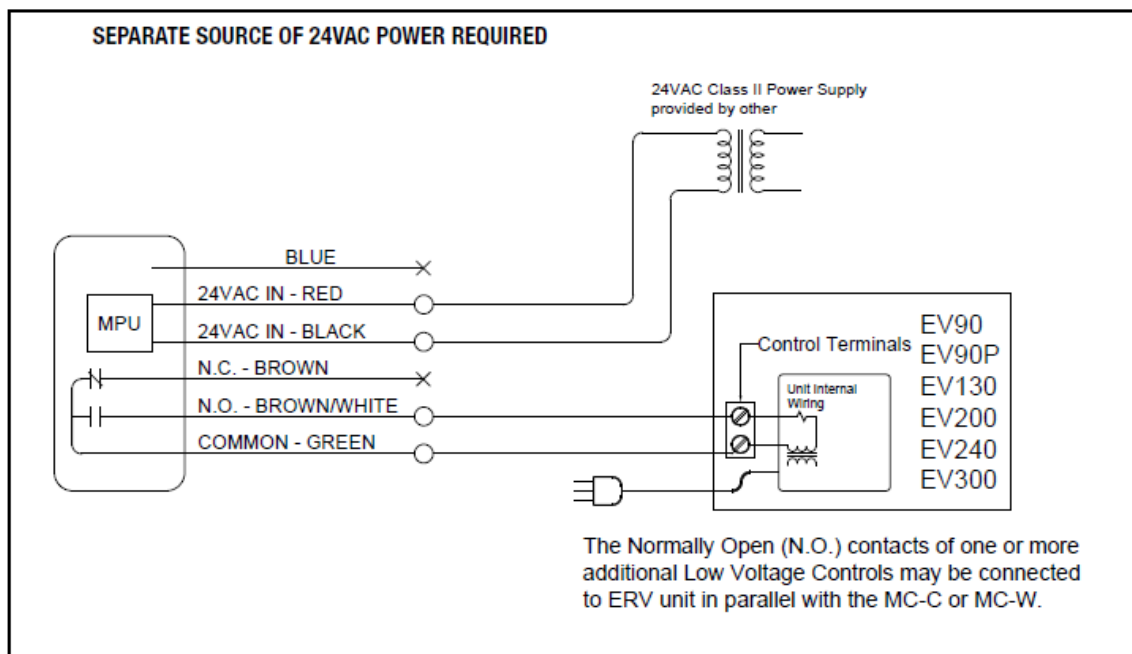 SEPARATE SOURCE OF 24VAC POWER REQUIRED
24VAC Class II Power Supply
provided by other
BLUE
24VAC IN - RED
MPU
24VAC IN - BLACK
N.C. - BROWN
N.O. - BROWN/WHITE
COMMON - GREEN
Control Terminals
Unit Internal
Wiring
EV90
EV90P
EV130
EV200
EV240
EV300
The Normally Open (N.O.) contacts of one or more
additional Low Voltage Controls may be connected
to ERV unit in parallel with the MC-C or MC-W.